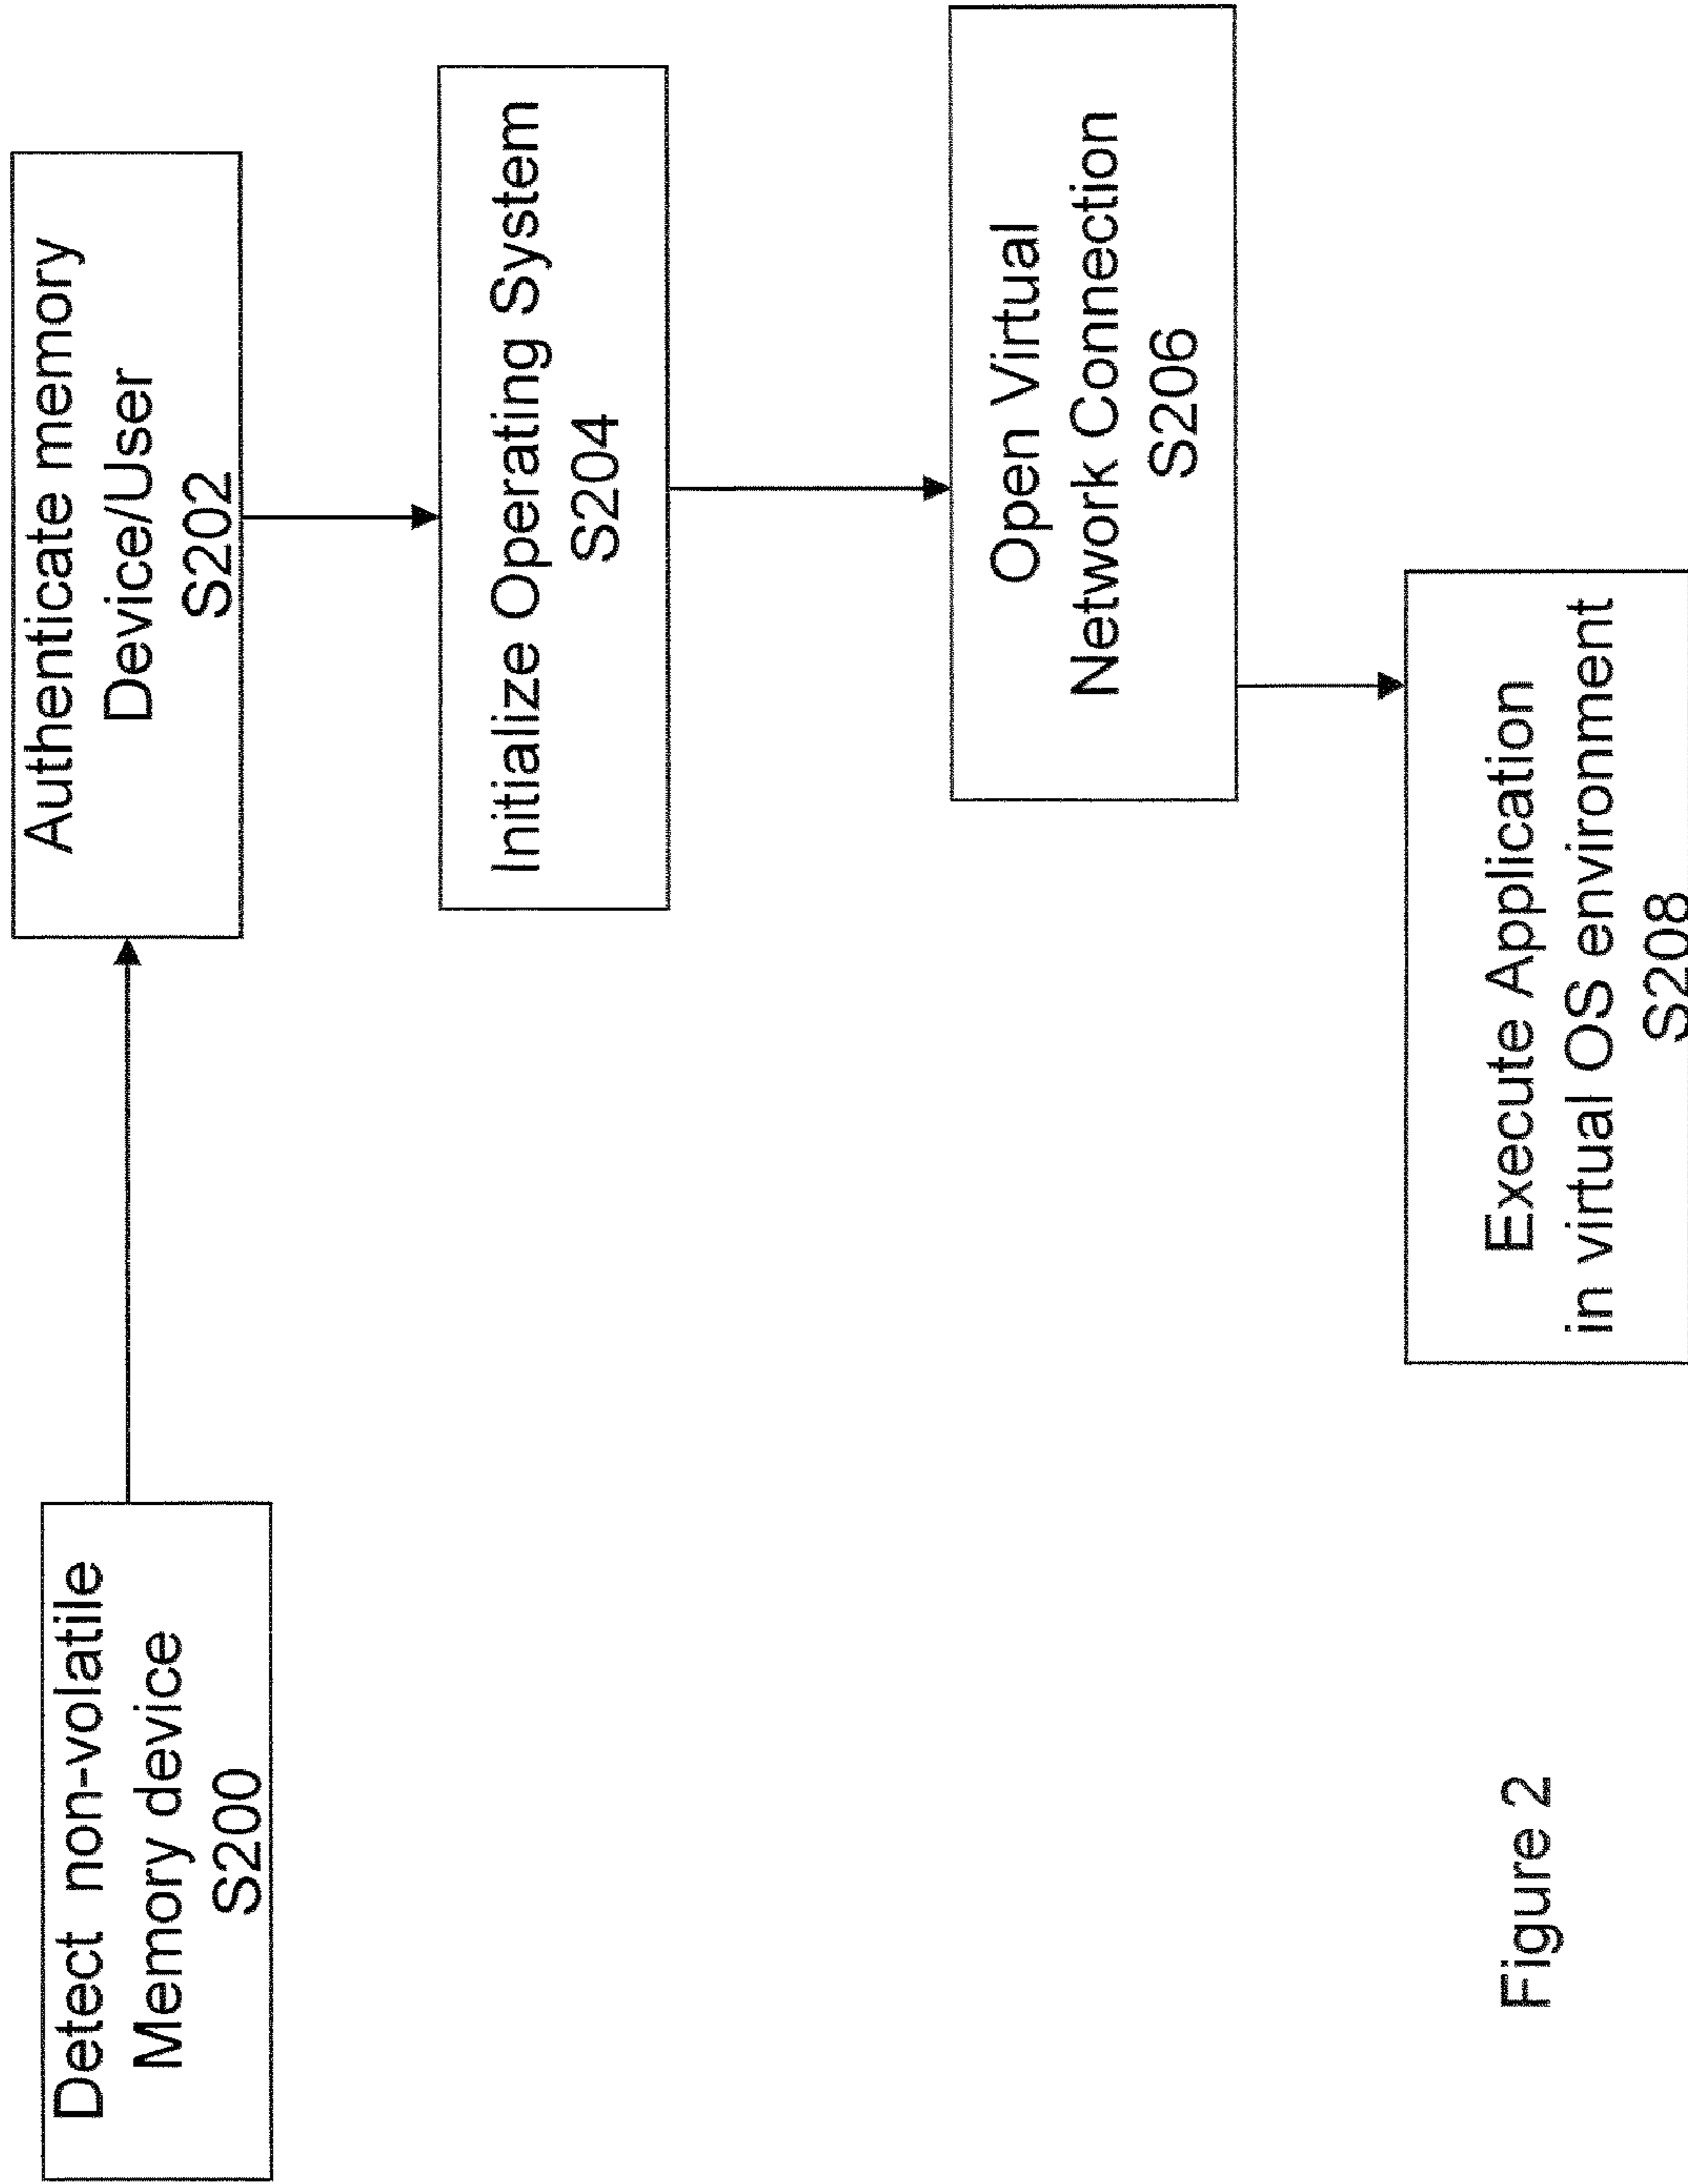 Detect non-volatile
Memory device
S200
Authenticate memory
Device/User
S202
Initialize Operating System
S204
Open Virtual
Network Connection
S206
Execute Application
in virtual OS environment
S208
Figure 2